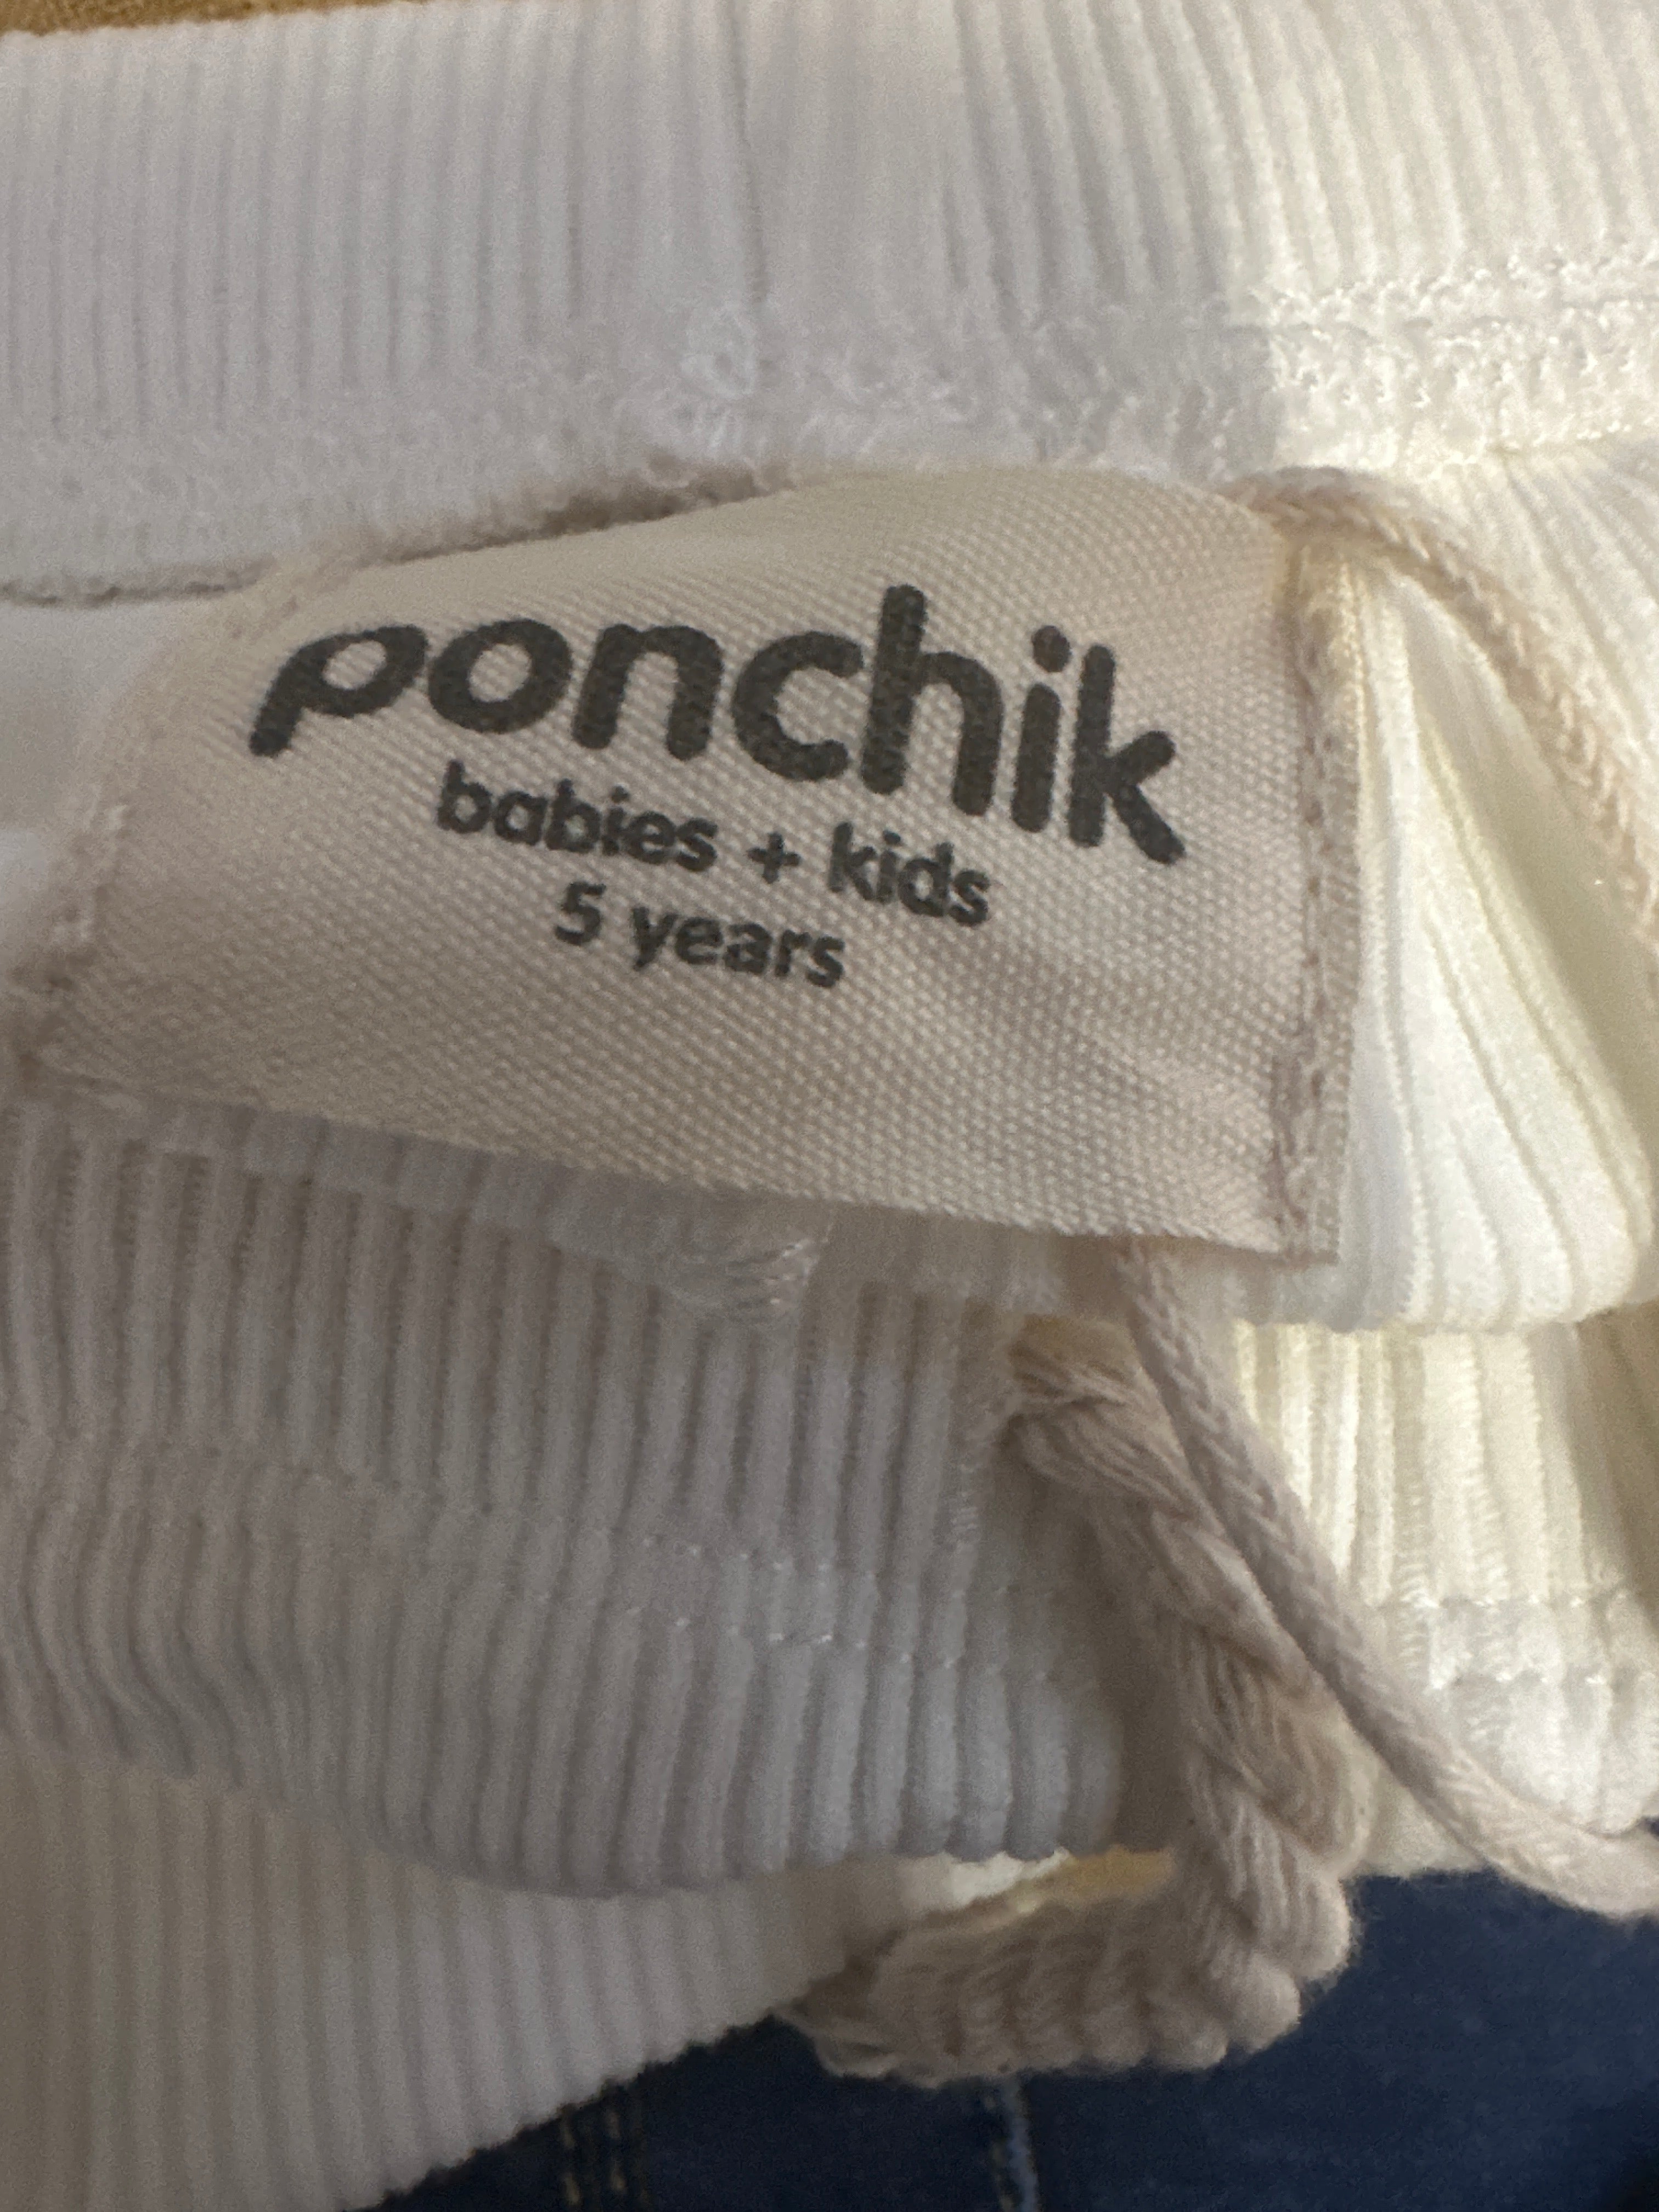 ponchik
babies + kids
5 years